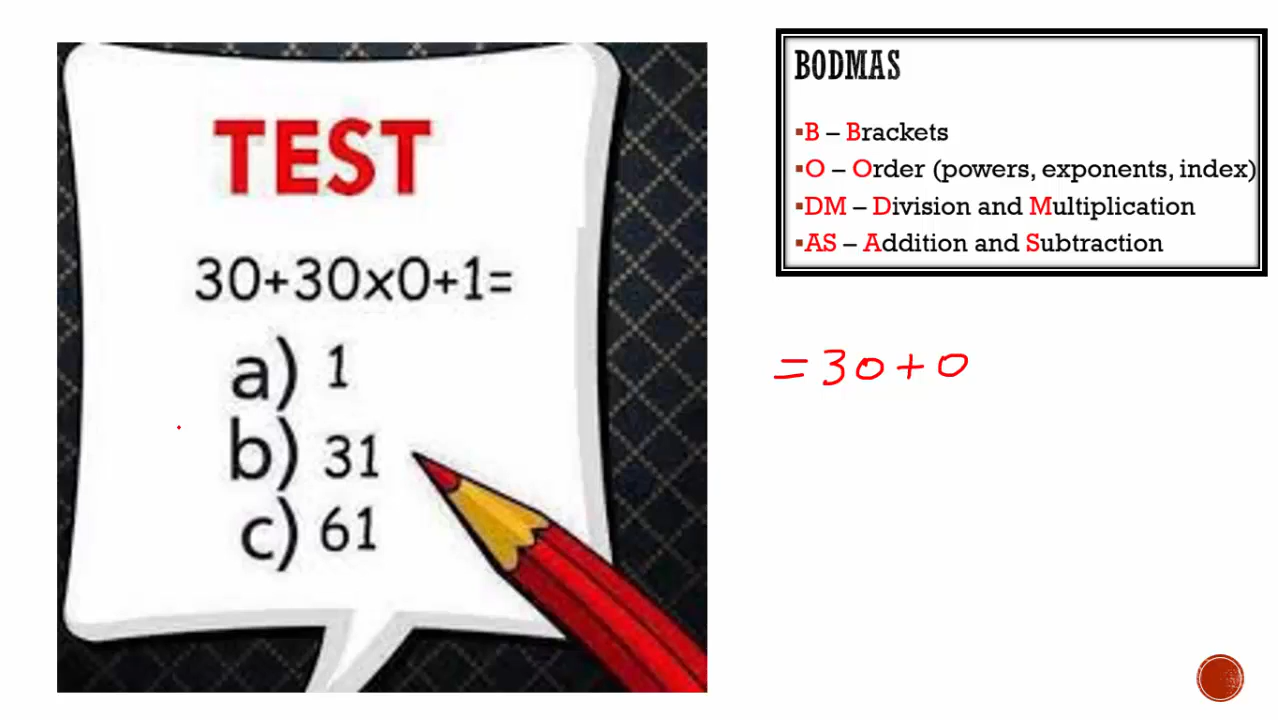 TEST
30+30x0+1=
a) 1
b) 31
c) 61
BODMAS
▪B – Brackets
▪O – Order (powers, exponents, index)
▪DM – Division and Multiplication
▪AS – Addition and Subtraction
= 30 + 0